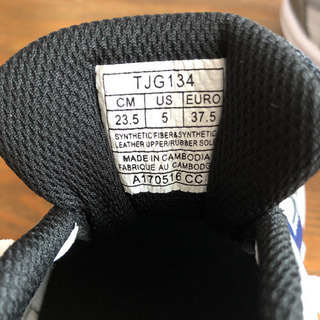 TJG134
CM US EURO
23.5 5 37.5
SYNTHETIC FIBER&SYNTHETIC
LEATHER UPPER/RUBBER SOLE
MADE IN CAMBODIA
FABRIQUE AU CAMBODGE
A170516 CC